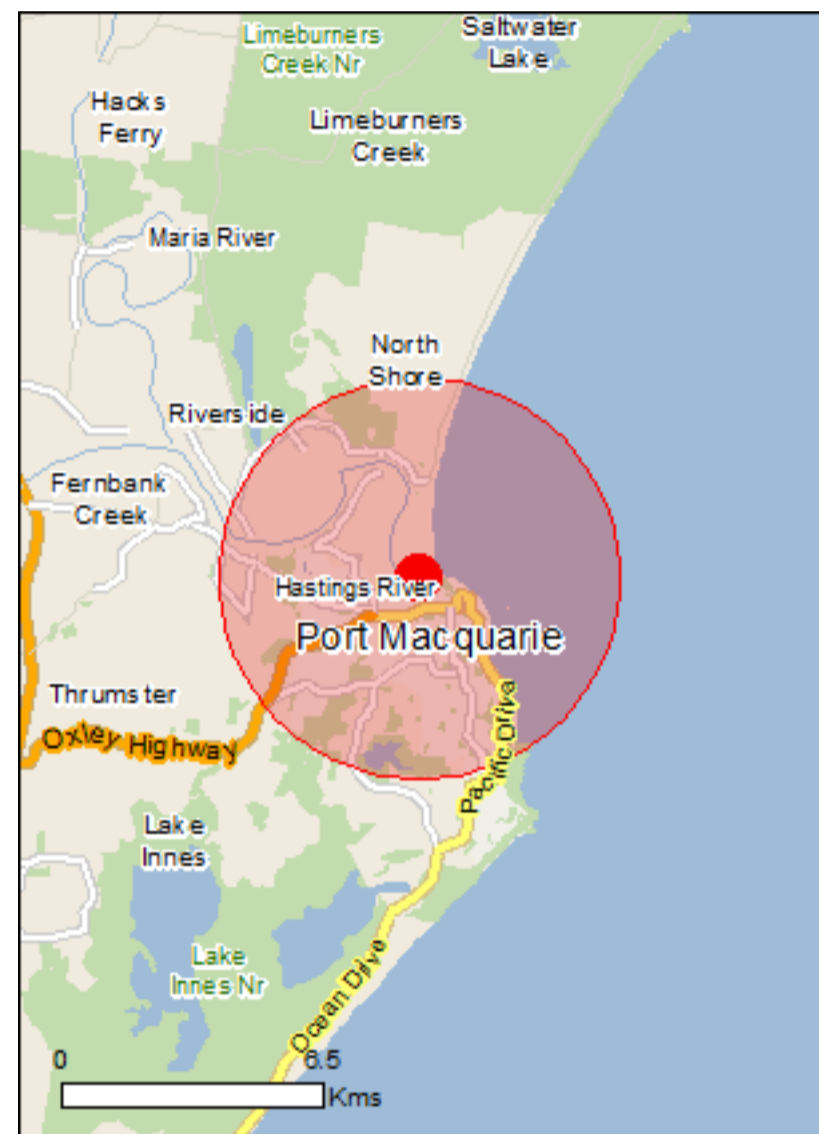 Saltwater
Lake
Limeburners
Creek Nr
Hacks
Ferry
Limeburners
Creek
Maria River
North
Shore
Riverside
Fernbank
Creek
Hastings River
Port Macquarie
Thrumster
Oxley Highway
Pacific Drive
Lake
Innes
Lake
Innes Nr
Ocean Drive
0 6.5
Kms